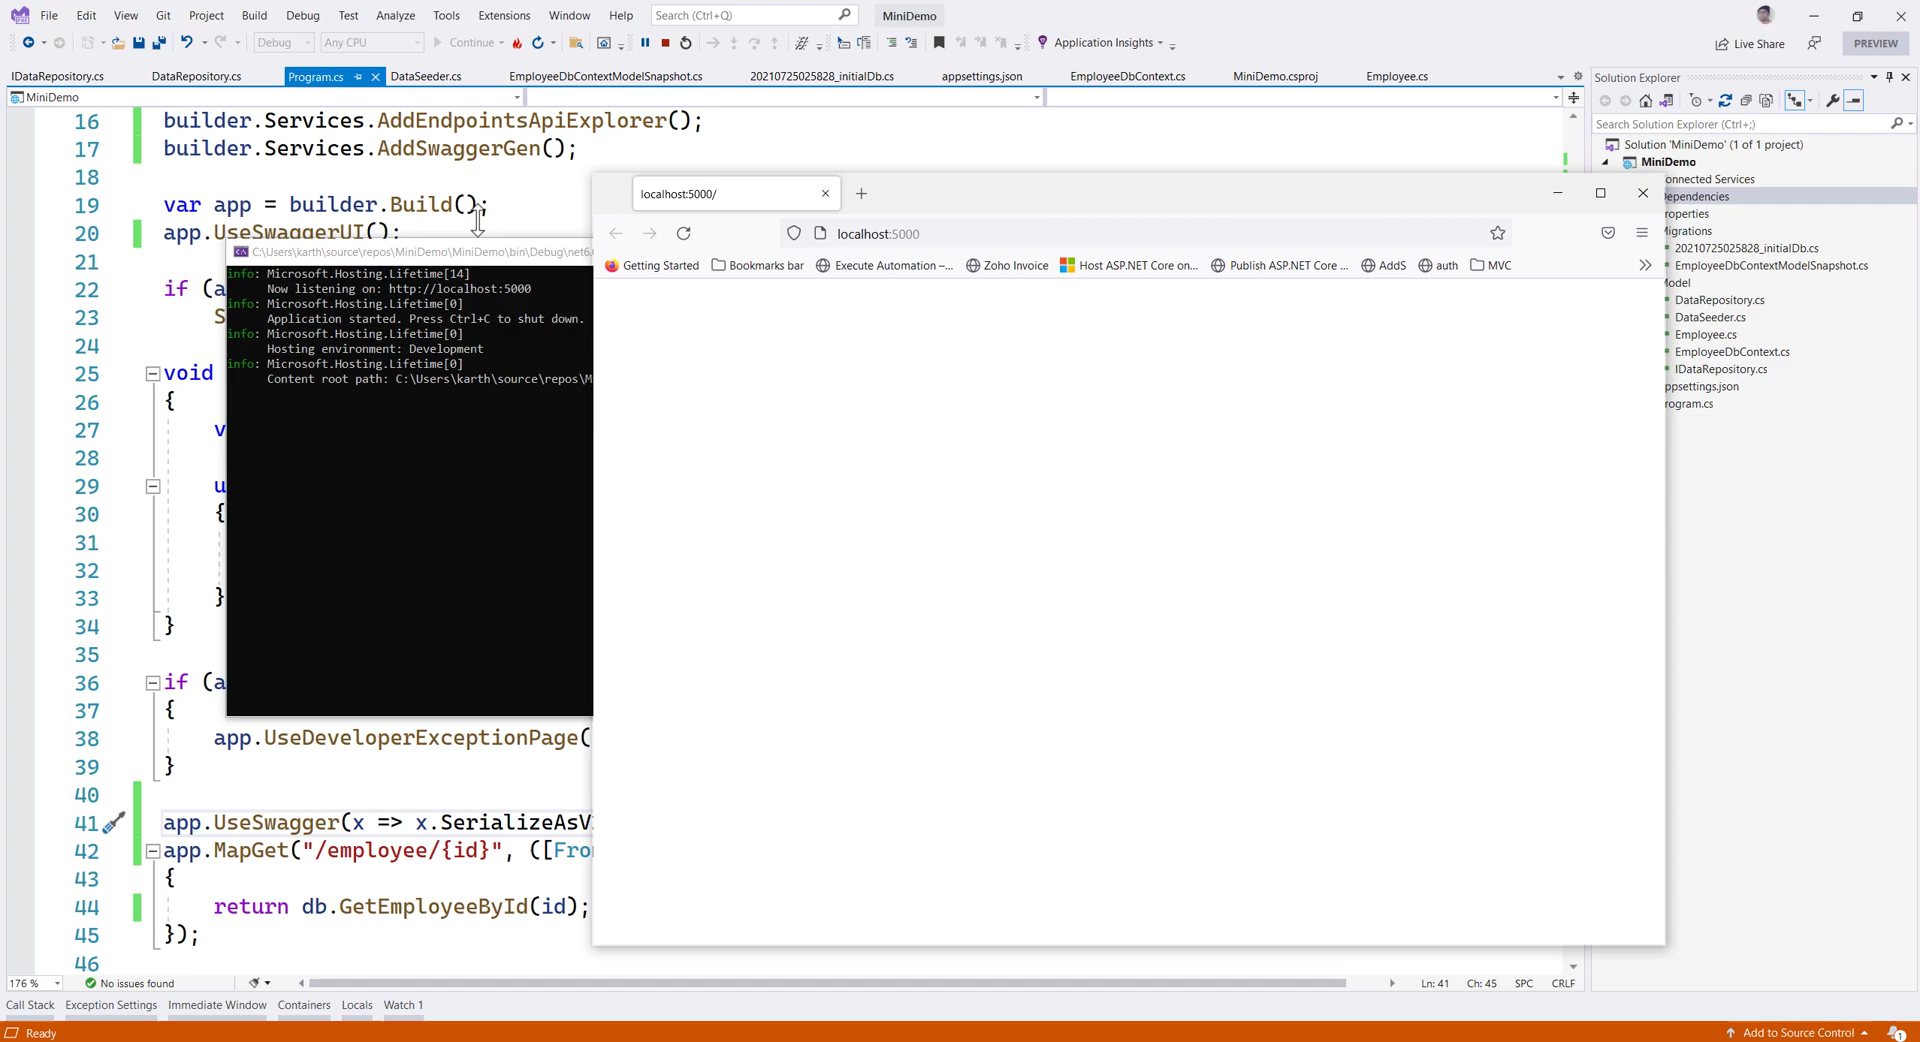 File Edit View Git Project Build Debug Test Analyze Tools Extensions Window Help Search (Ctrl+Q) MiniDemo
Debug Any CPU Continue Application Insights Live Share PREVIEW
IDataRepository.cs DataRepository.cs Program.cs DataSeeder.cs EmployeeDbContextModelSnapshot.cs 20210725025828_initialDb.cs appsettings.json EmployeeDbContext.cs MiniDemo.csproj Employee.cs
MiniDemo
16 builder.Services.AddEndpointsApiExplorer();
17 builder.Services.AddSwaggerGen();
18
19 var app = builder.Build();
20 app.UseSwaggerUI();
21
22 if (a
23 S
24
25 void
26 {
27 v
28
29 u
30 {
31
32
33 }
34 }
35
36 if (a
37 {
38 app.UseDeveloperExceptionPage(
39 }
40
41 app.UseSwagger(x => x.SerializeAsV
42 app.MapGet("/employee/{id}", ([Fro
43 {
44 return db.GetEmployeeById(id);
45 });
46
C:\Users\karth\source\repos\MiniDemo\MiniDemo\bin\Debug\net6.
info: Microsoft.Hosting.Lifetime[14]
Now listening on: http://localhost:5000
info: Microsoft.Hosting.Lifetime[0]
Application started. Press Ctrl+C to shut down.
info: Microsoft.Hosting.Lifetime[0]
Hosting environment: Development
info: Microsoft.Hosting.Lifetime[0]
Content root path: C:\Users\karth\source\repos\M
localhost:5000/
localhost:5000
Getting Started Bookmarks bar Execute Automation –... Zoho Invoice Host ASP.NET Core on... Publish ASP.NET Core ... AddS auth MVC
Solution Explorer
Search Solution Explorer (Ctrl+;)
Solution 'MiniDemo' (1 of 1 project)
MiniDemo
onnected Services
ependencies
roperties
ligrations
20210725025828_initialDb.cs
EmployeeDbContextModelSnapshot.cs
lodel
DataRepository.cs
DataSeeder.cs
Employee.cs
EmployeeDbContext.cs
IDataRepository.cs
ppsettings.json
rogram.cs
176 % No issues found Ln: 41 Ch: 45 SPC CRLF
Call Stack Exception Settings Immediate Window Containers Locals Watch 1
Ready Add to Source Control 1